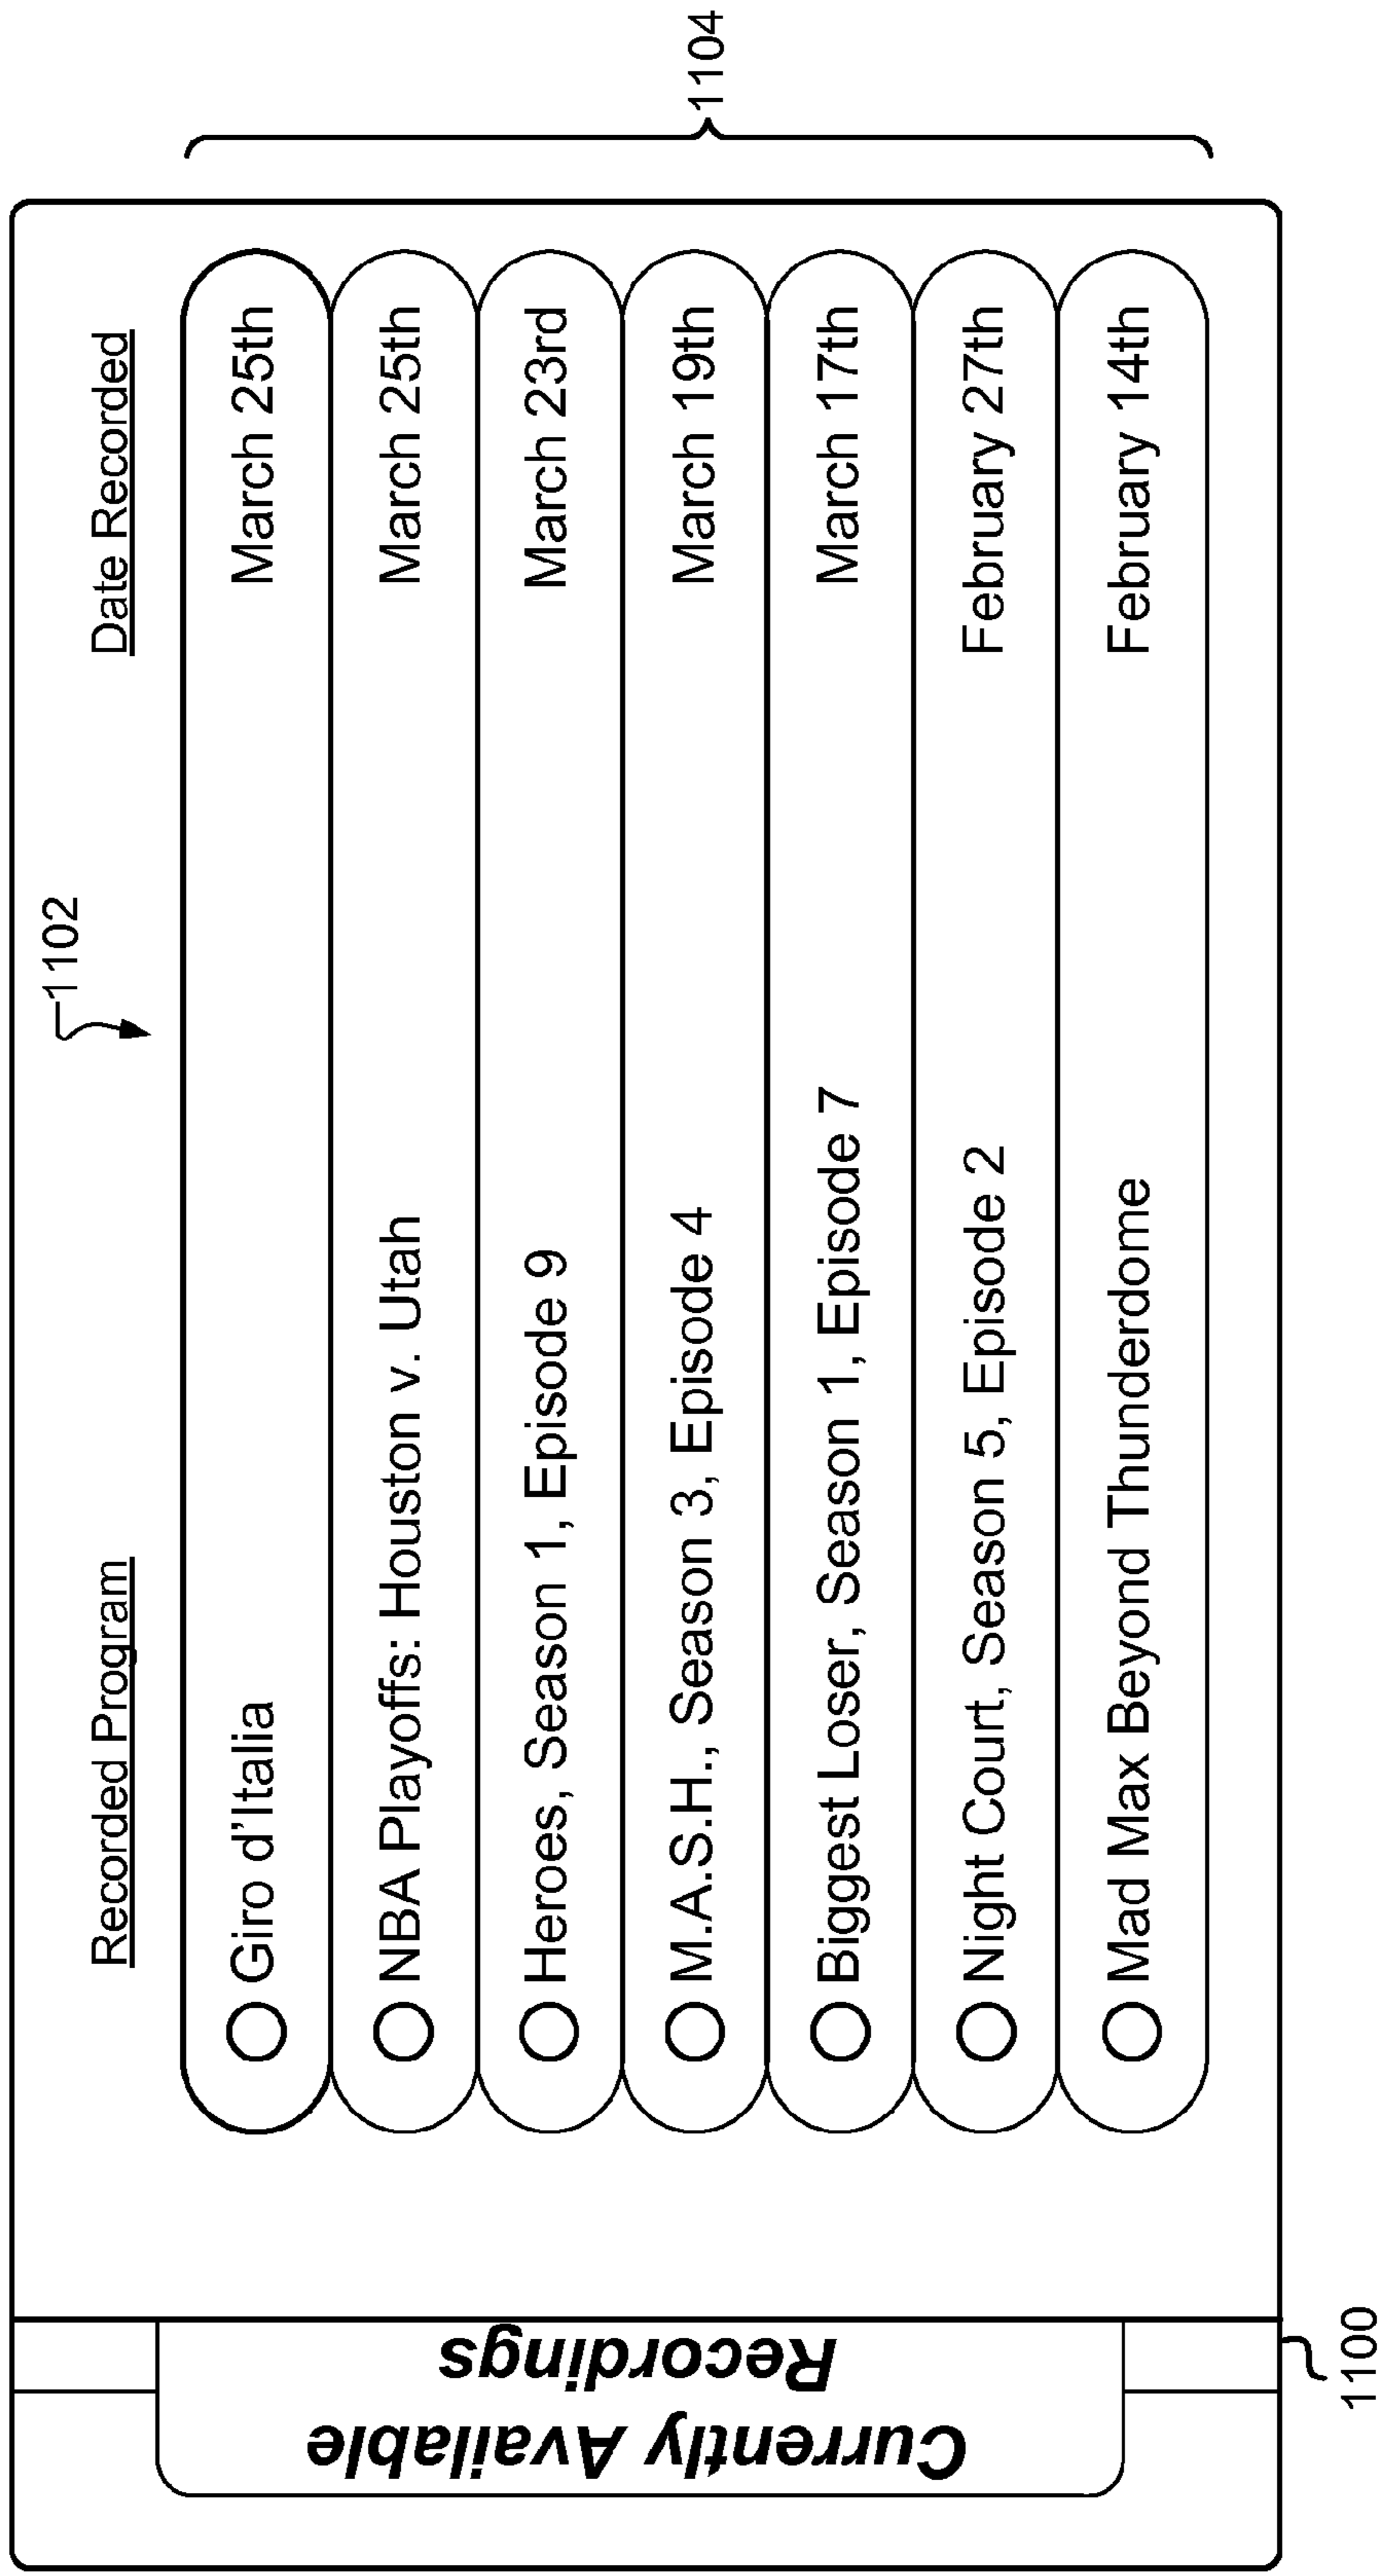 1102
Recorded Program Date Recorded
Giro d'Italia March 25th
NBA Playoffs: Houston v. Utah March 25th
Heroes, Season 1, Episode 9 March 23rd
M.A.S.H., Season 3, Episode 4 March 19th
Biggest Loser, Season 1, Episode 7 March 17th
Night Court, Season 5, Episode 2 February 27th
Mad Max Beyond Thunderdome February 14th
1104
Currently Available
Recordings
1100